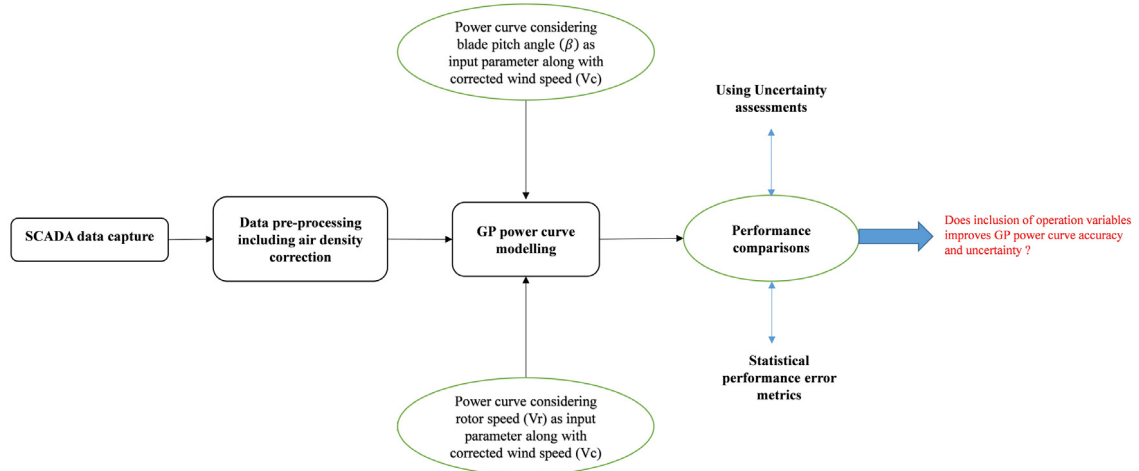 Power curve considering
blade pitch angle (β) as
input parameter along with
corrected wind speed (Vc)
Using Uncertainty
assessments
SCADA data capture
Data pre-processing
including air density
correction
GP power curve
modelling
Performance
comparisons
Does inclusion of operation variables
improves GP power curve accuracy
and uncertainty ?
Statistical
performance error
metrics
Power curve considering
rotor speed (Vr) as input
parameter along with
corrected wind speed (Vc)